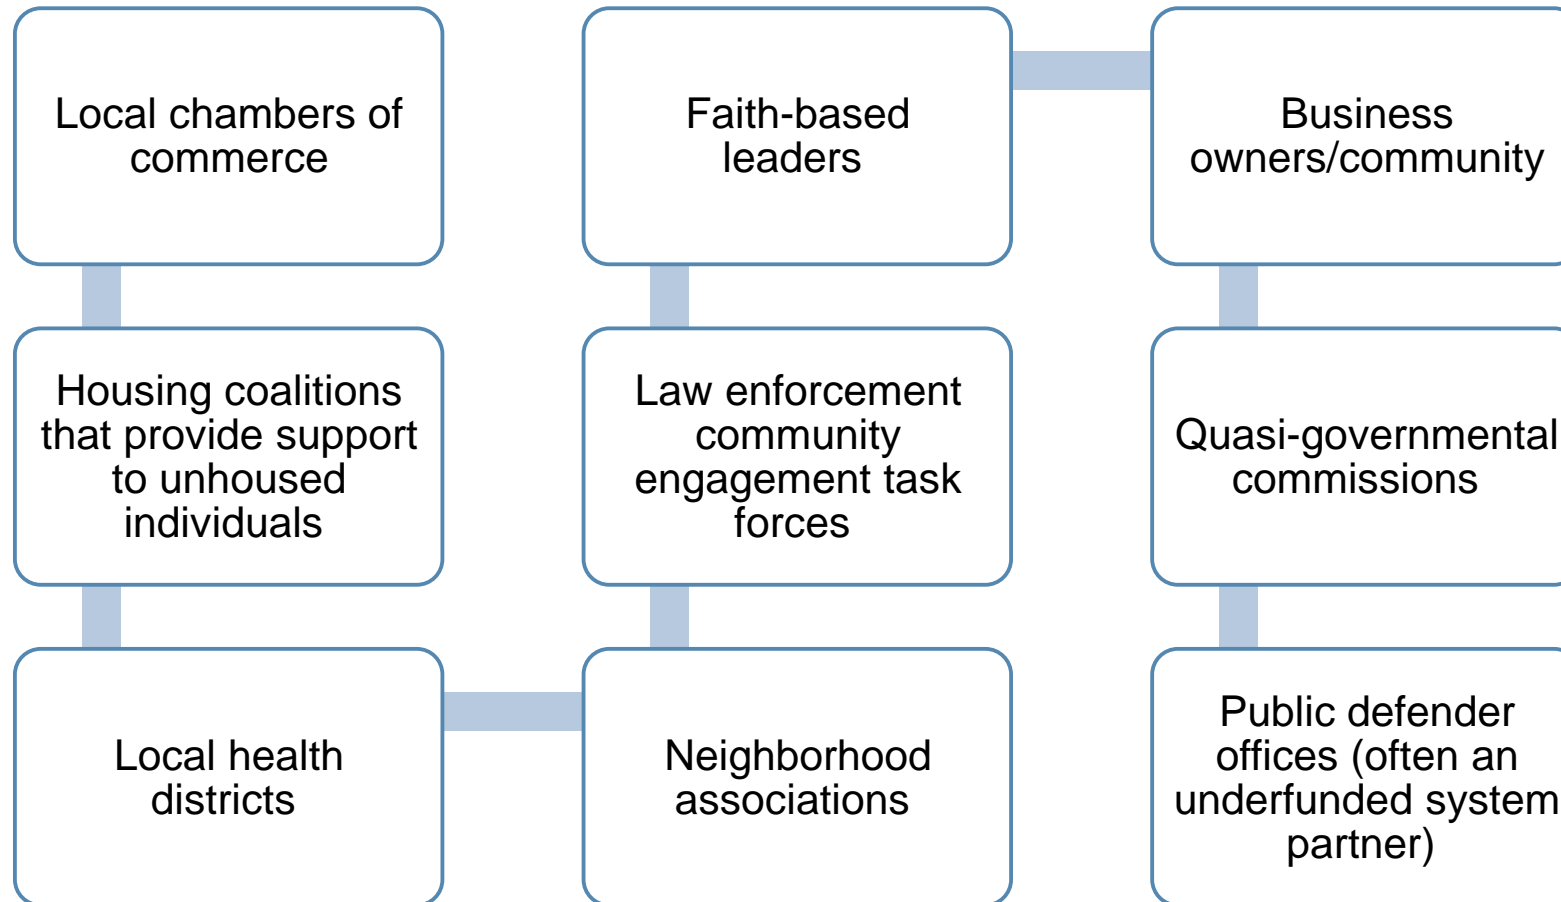 Local chambers of
commerce
Housing coalitions
that provide support
to unhoused
individuals
Local health
districts
Neighborhood
associations
Law enforcement
community
engagement task
forces
Faith-based
leaders
Business
owners/community
Quasi-governmental
commissions
Public defender
offices (often an
underfunded system
partner)